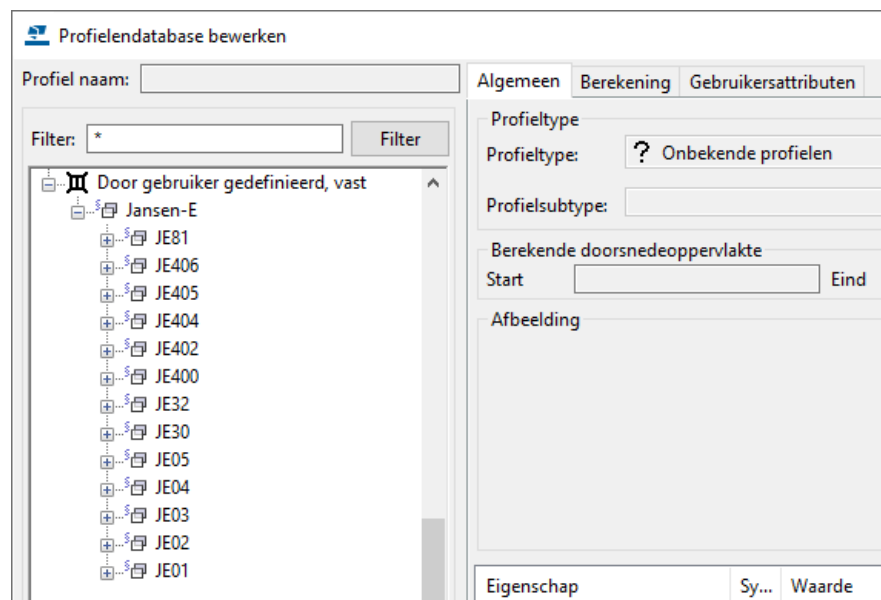 Profielendatabase bewerken
Profiel naam:
Filter: * Filter
Door gebruiker gedefinieerd, vast
Jansen-E
JE81
JE406
JE405
JE404
JE402
JE400
JE32
JE30
JE05
JE04
JE03
JE02
JE01
Algemeen Berekening Gebruikersattributen
Profieltype
Profieltype: ? Onbekende profielen
Profielsubtype:
Berekende doorsnedeoppervlakte
Start Eind
Afbeelding
Eigenschap Sy... Waarde